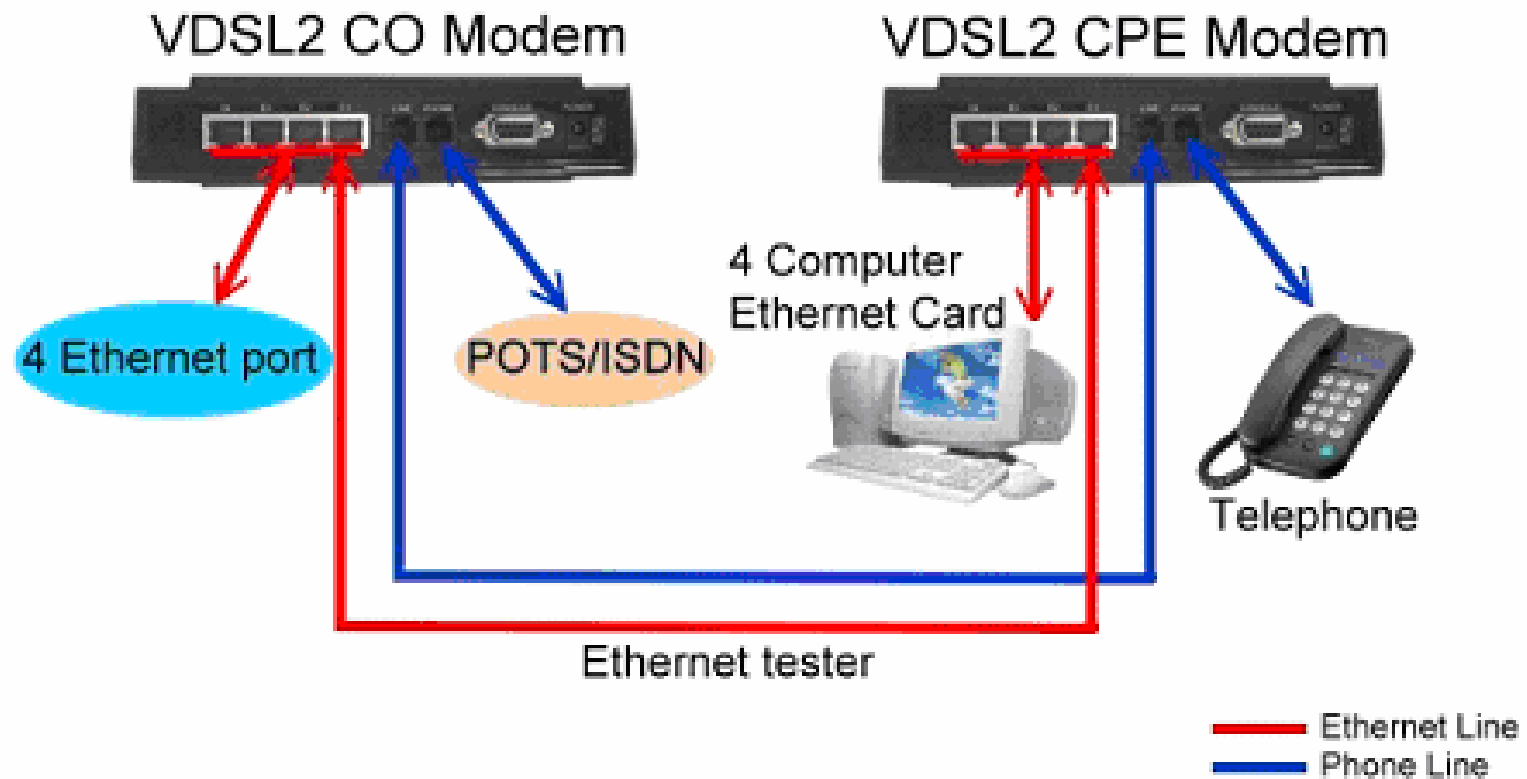 VDSL2 CO Modem
VDSL2 CPE Modem
4 Computer
Ethernet Card
4 Ethernet port
POTS/ISDN
Telephone
Ethernet tester
Ethernet Line
Phone Line